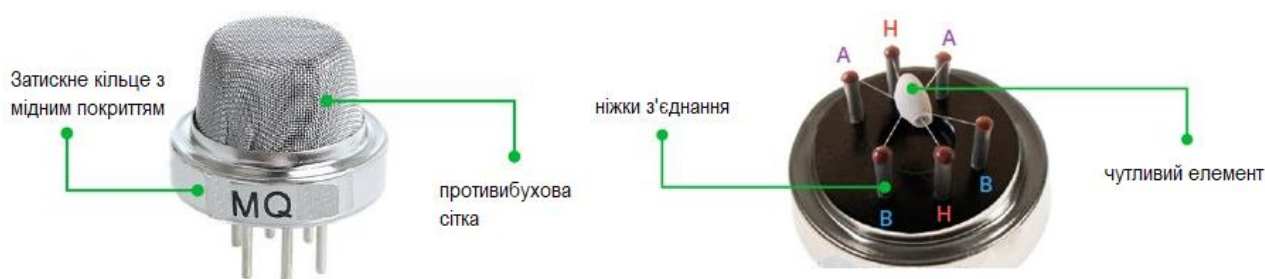 Затискне кільце з
мідним покриттям
MQ
противибухова
сітка
ніжки з'єднання
A
H
A
B
H
B
чутливий елемент